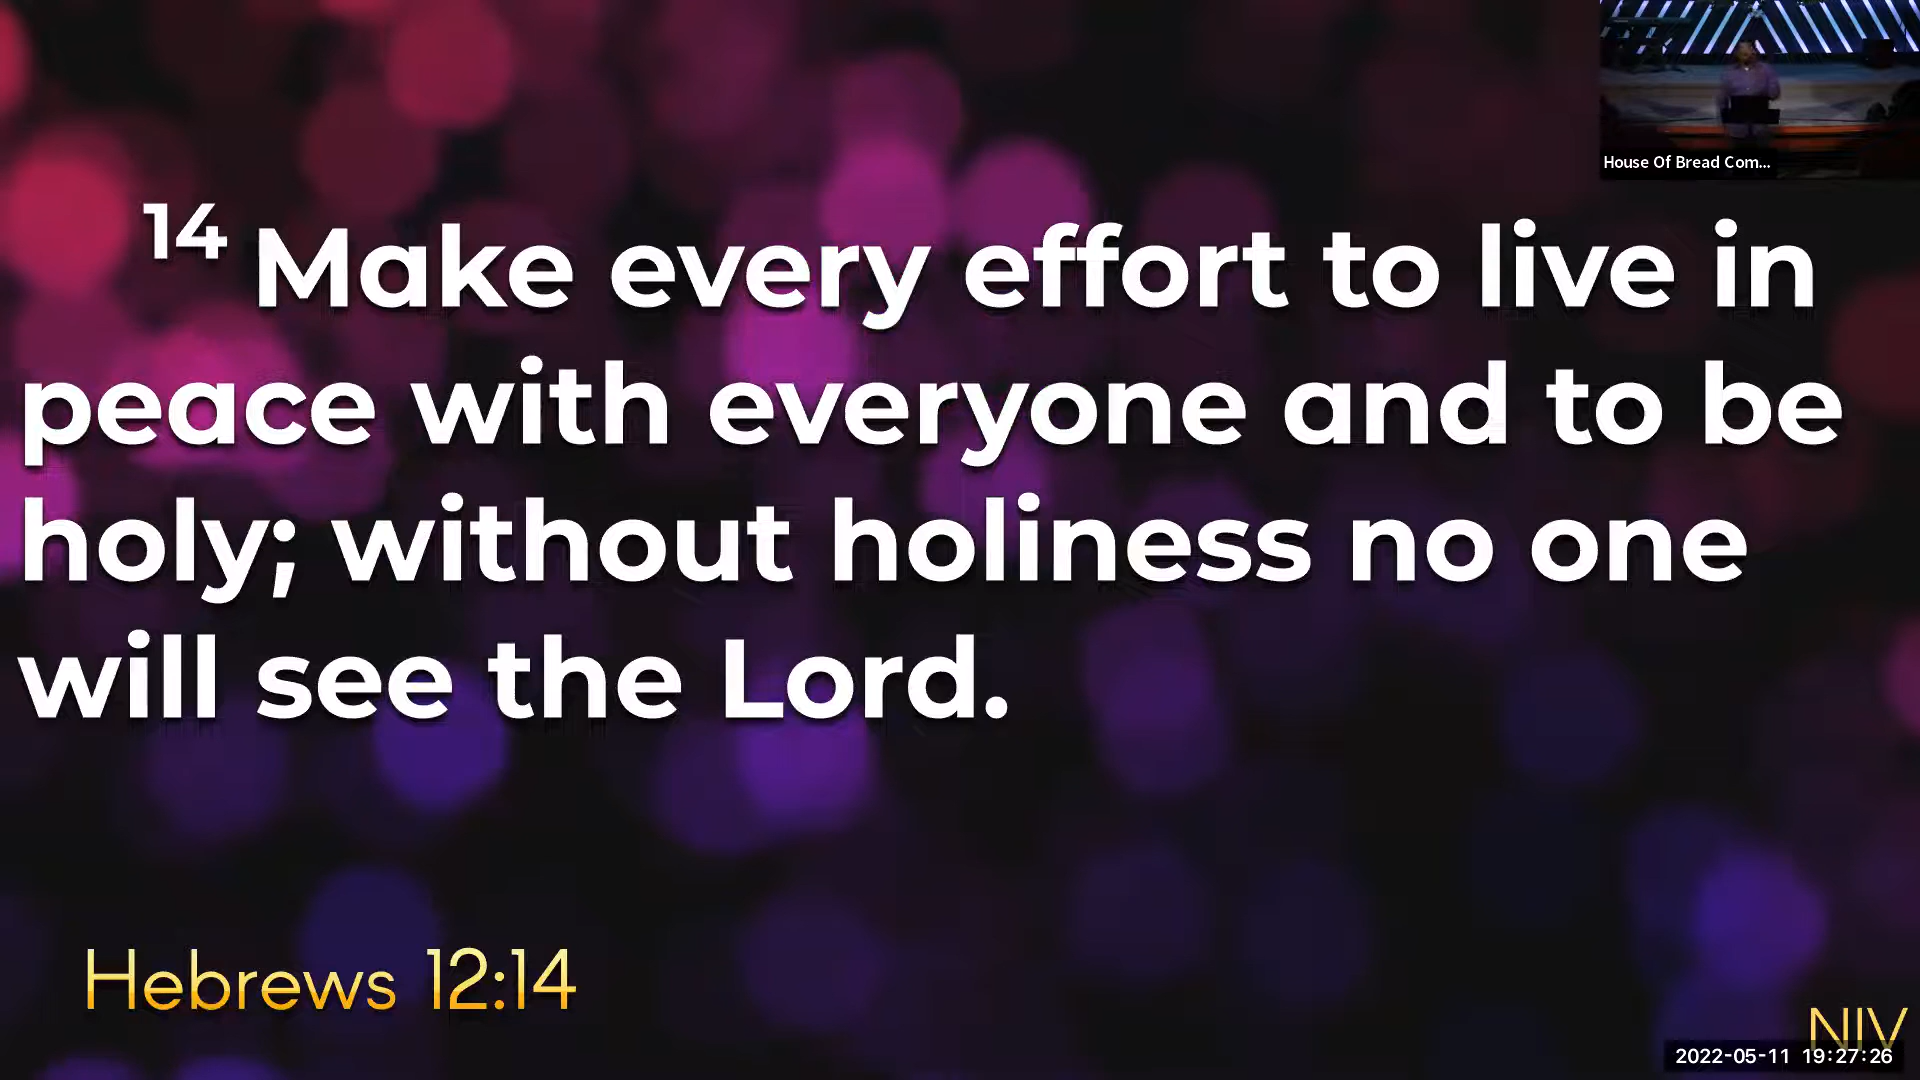 House Of Bread Com...
14 Make every effort to live in
peace with everyone and to be
holy; without holiness no one
will see the Lord.
Hebrews 12:14
NIV
2022-05-11 19:27:26